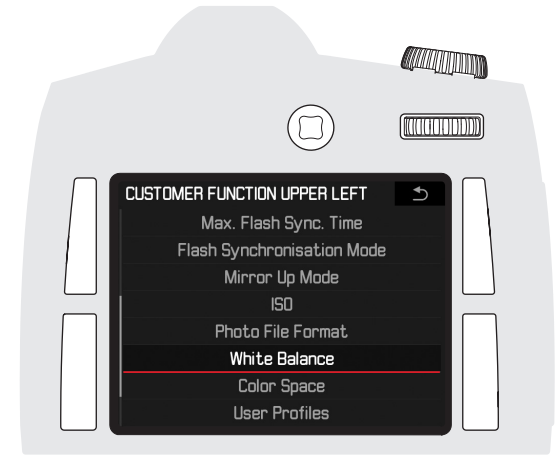 CUSTOMER FUNCTION UPPER LEFT
Max. Flash Sync. Time
Flash Synchronisation Mode
Mirror Up Mode
ISO
Photo File Format
White Balance
Color Space
User Profiles